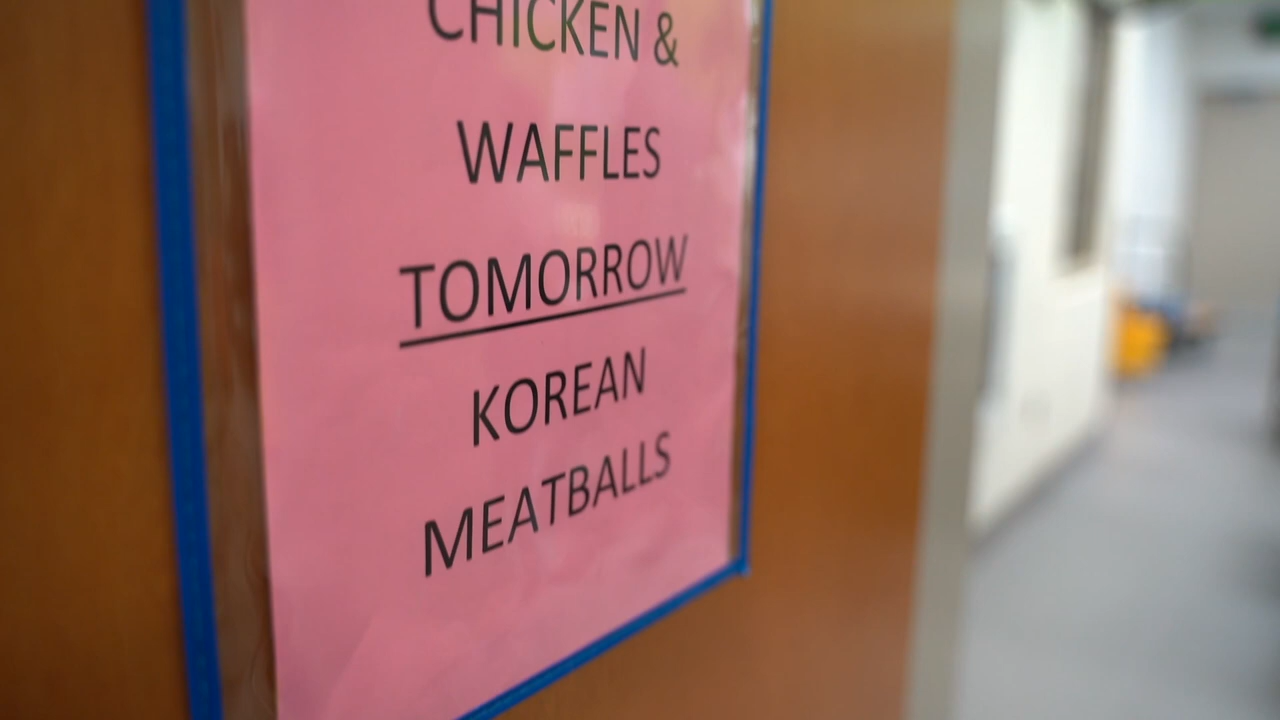 CHICKEN &
WAFFLES
TOMORROW
KOREAN
MEATBALLS